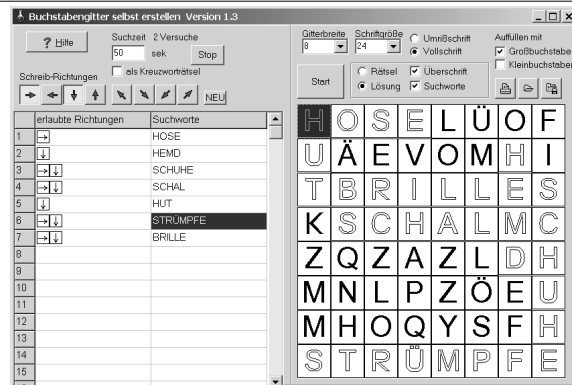 Buchstabengitter selbst erstellen Version 1.3
? Hilfe
Suchzeit 2 Versuche
50 sek Stop
als Kreuzworträtsel
Schreib-Richtungen
NEU
erlaubte Richtungen Suchworte
1 HOSE
2 HEMD
3 SCHUHE
4 SCHAL
5 HUT
6 STRÜMPFE
7 BRILLE
8
9
10
11
12
13
14
15
Gitterbreite Schriftgröße
8 24
Umrißschrift
Vollschrift
Auffüllen mit
Großbuchstabe
Kleinbuchstabe
Start
Rätsel
Lösung
Überschrift
Suchworte
H O S E L Ü O F
U Ä E V O M H I
T B R I L L E S
K S C H A L M C
Z Q Z A Z L D H
M N L P Z Ö E U
M H O Q Y S F H
S T R Ü M P F E